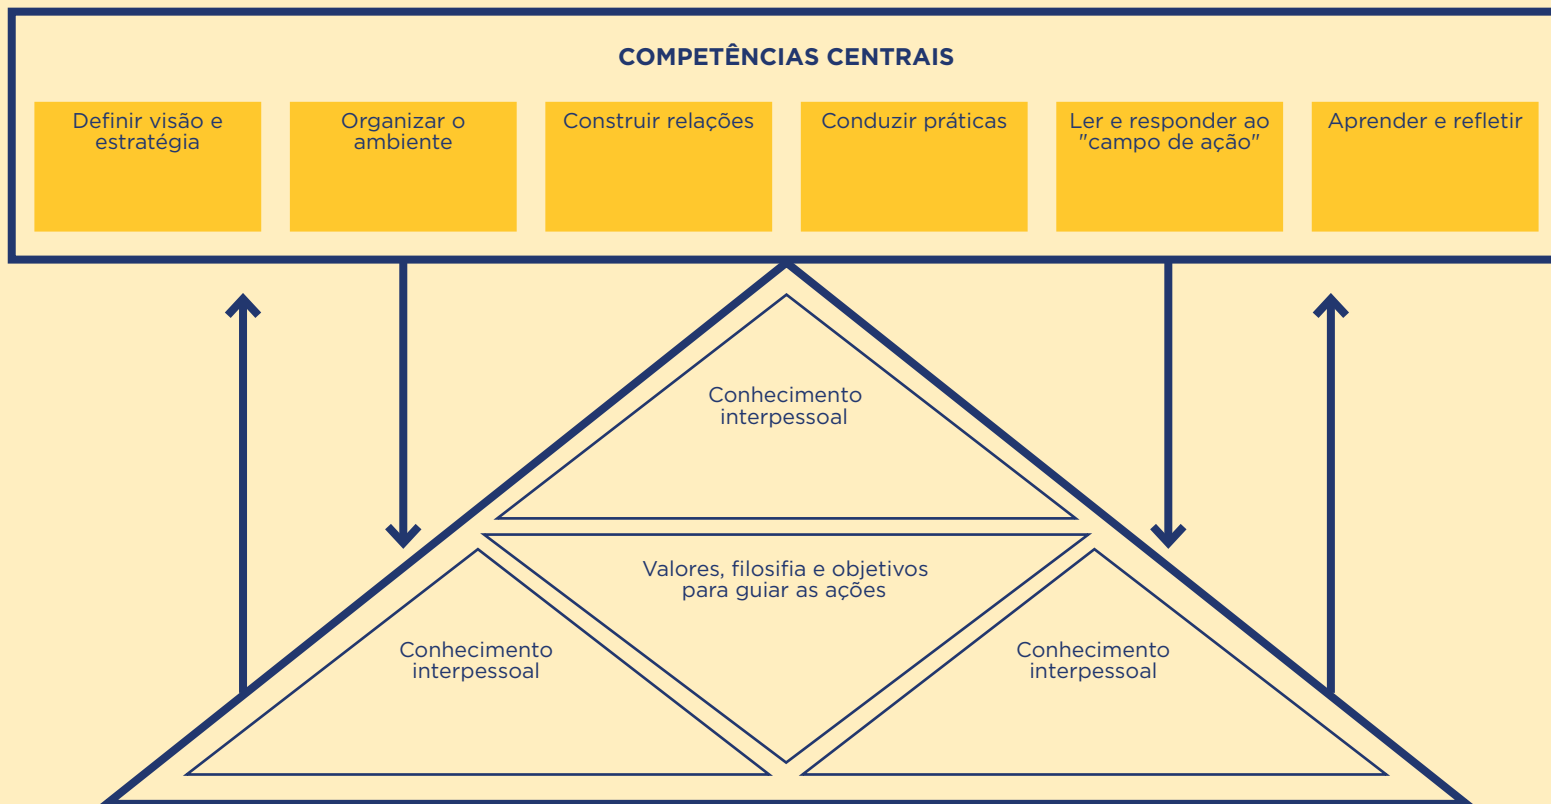 COMPETÊNCIAS CENTRAIS
Definir visão e
estratégia
Organizar o
ambiente
Construir relações
Conduzir práticas
Ler e responder ao
"campo de ação"
Aprender e refletir
Conhecimento
interpessoal
Valores, filosifia e objetivos
para guiar as ações
Conhecimento
interpessoal
Conhecimento
interpessoal